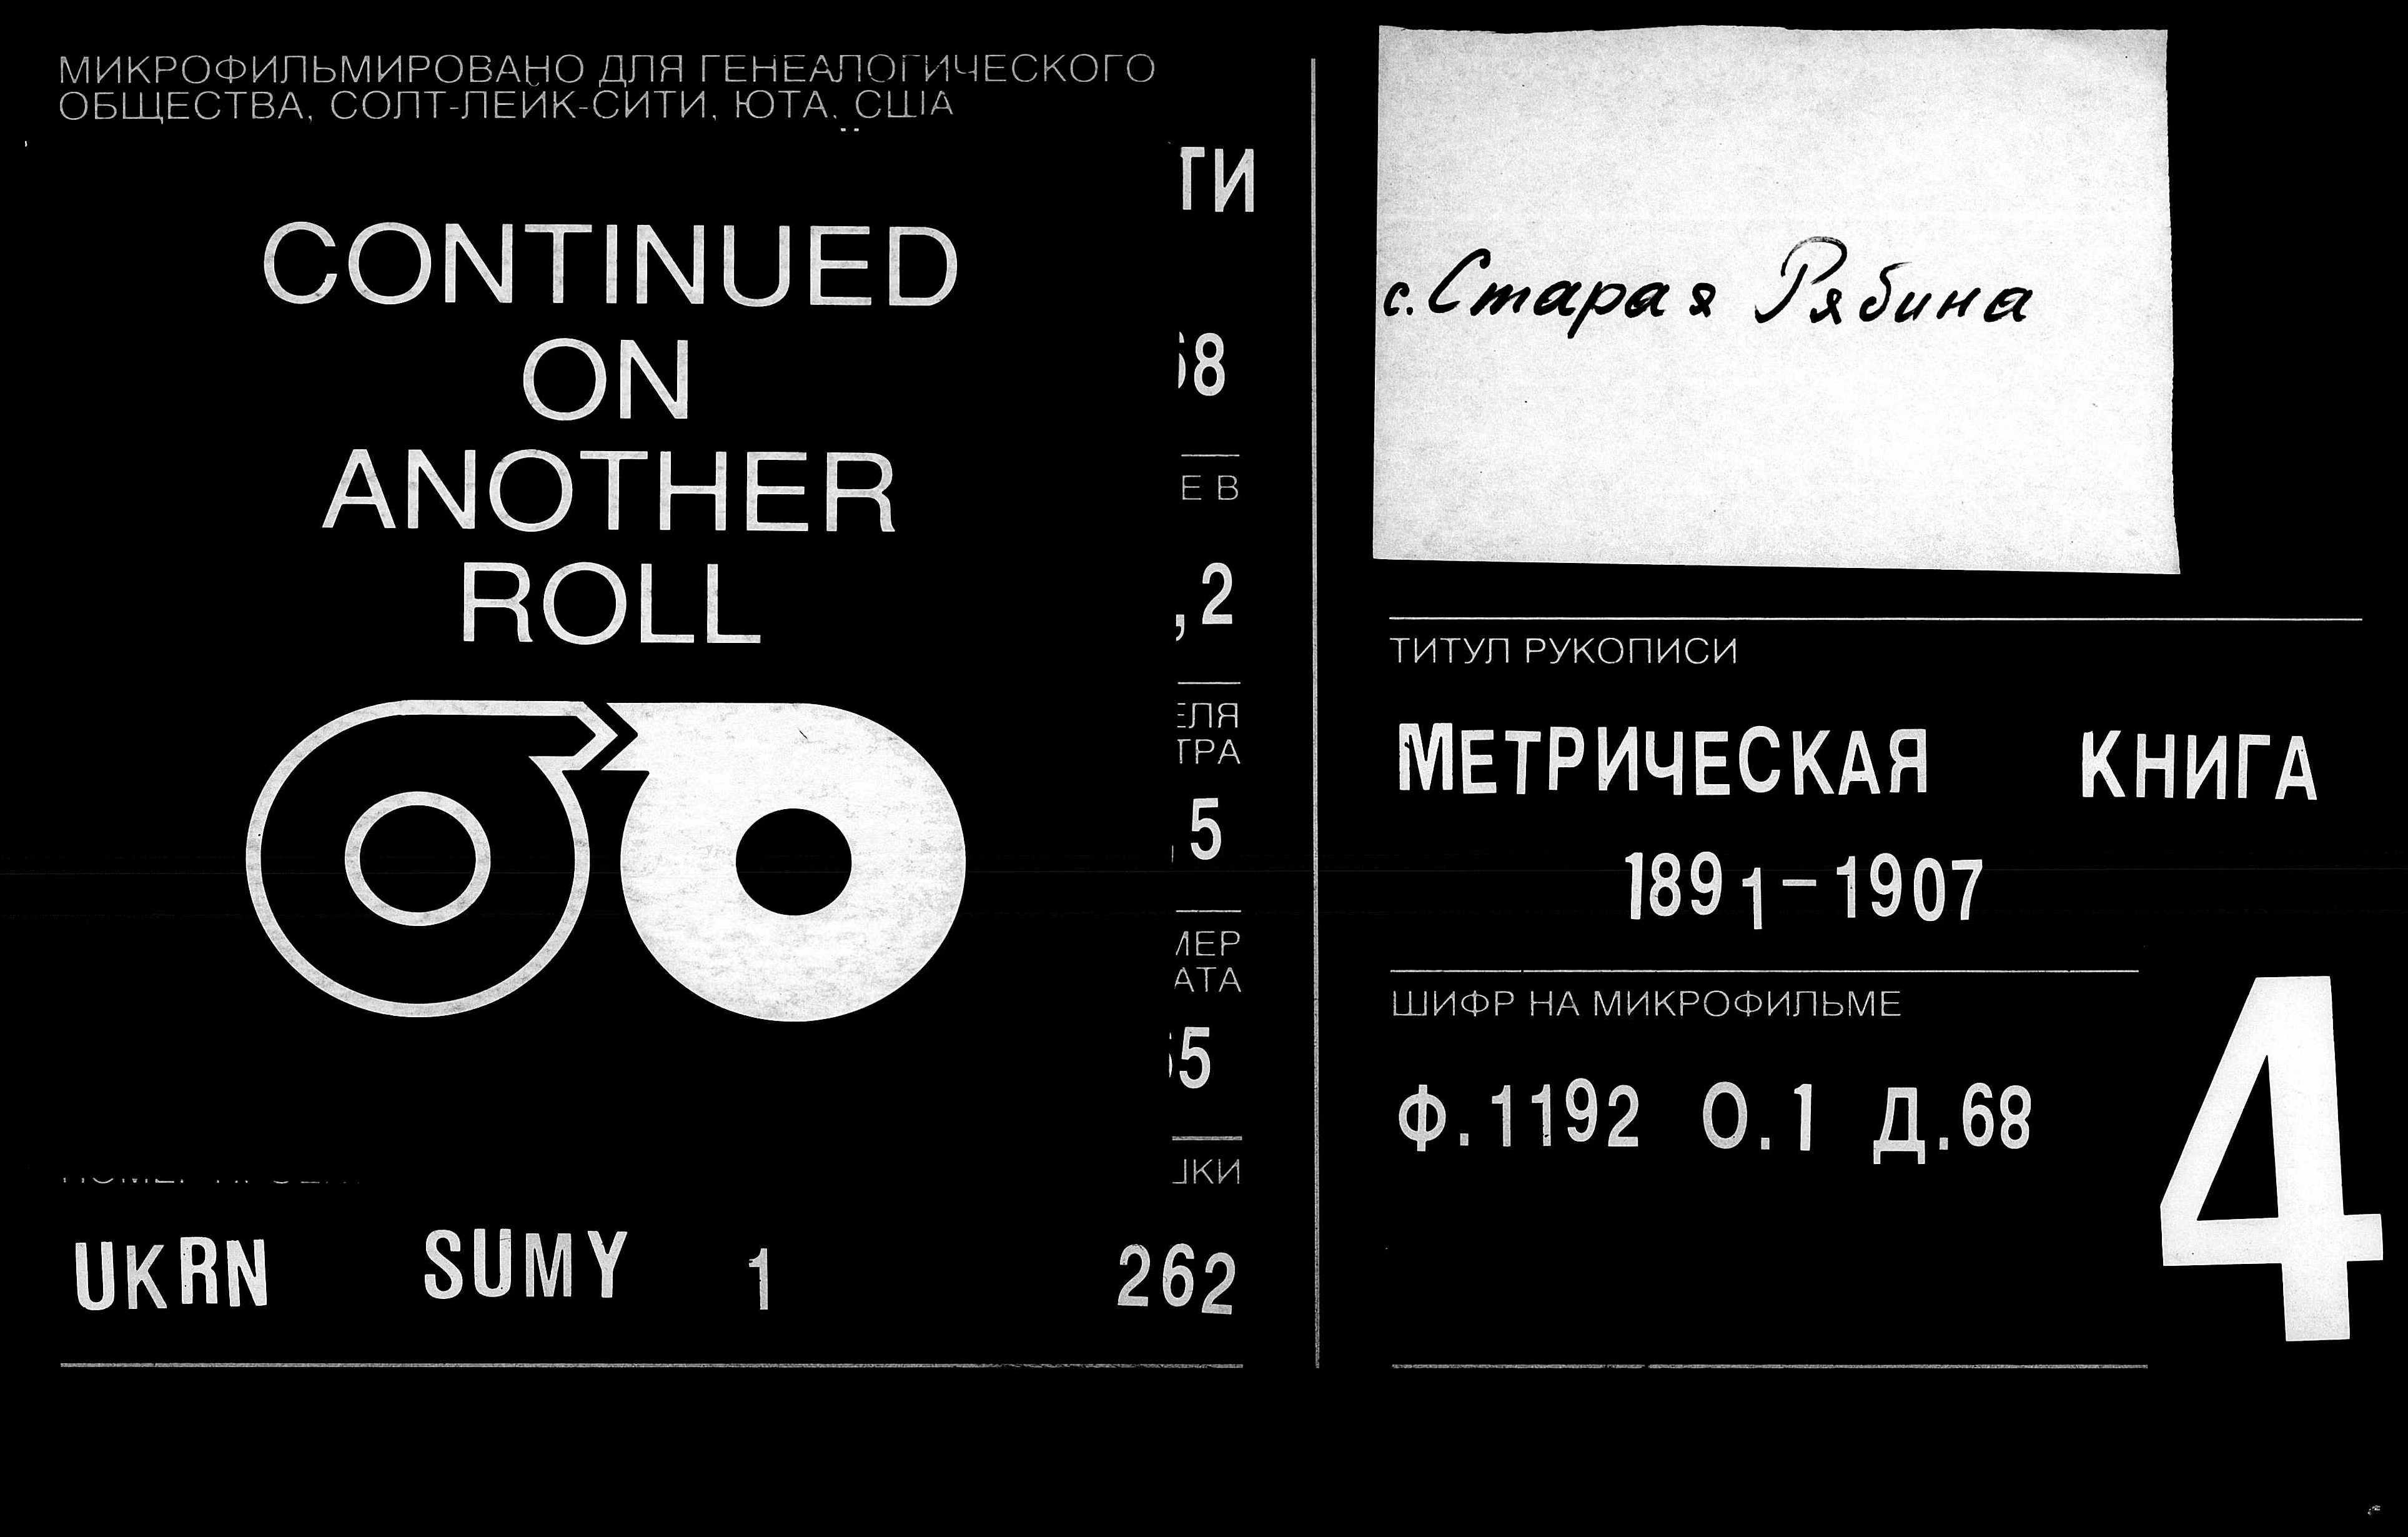 МИКРОФИЛЬМИРОВАНО ДЛЯ ГЕНЕАЛОГИЧЕСКОГО
ОБЩЕСТВА, СОЛТ-ЛЕЙК-СИТИ, ЮТА, США
CONTINUED
ON
ANOTHER
ROLL
ТИ
68
Е В
,2
ЕЛЯ
ТРА
5
МЕР
АТА
5
КИ
UKRN SUMY 1 262
с. Старая Рябина
ТИТУЛ РУКОПИСИ
МЕТРИЧЕСКАЯ КНИГА
1891-1907
ШИФР НА МИКРОФИЛЬМЕ
Ф.1192 О.1 Д.68
4